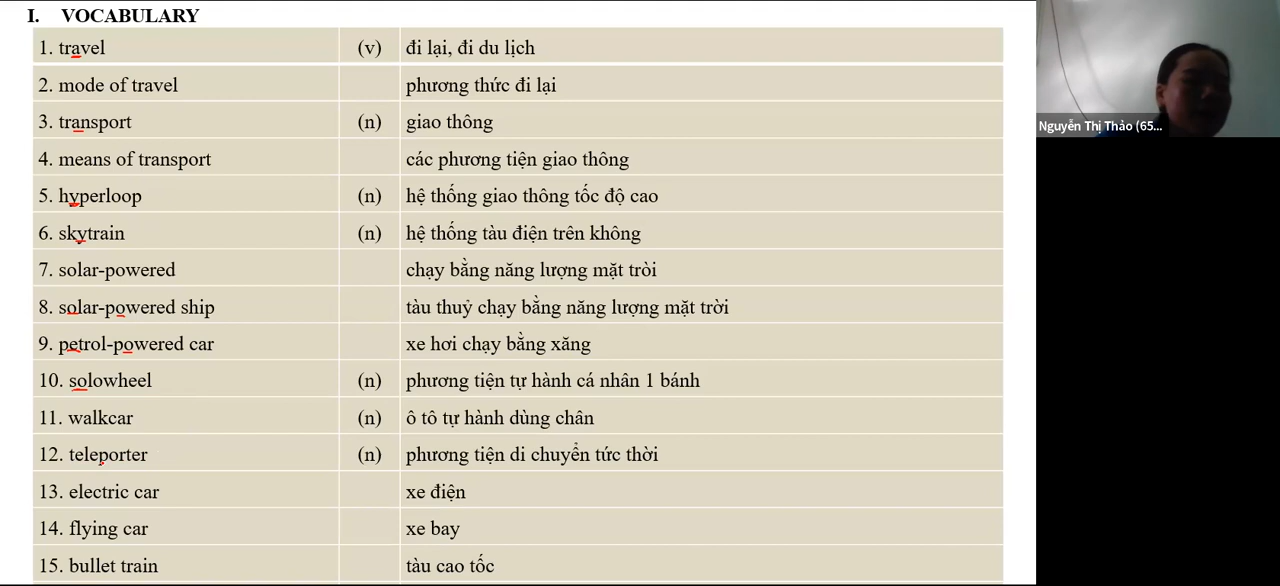 I. VOCABULARY
1. travel (v) đi lại, đi du lịch
2. mode of travel phương thức đi lại
3. transport (n) giao thông
4. means of transport các phương tiện giao thông
5. hyperloop (n) hệ thống giao thông tốc độ cao
6. skytrain (n) hệ thống tàu điện trên không
7. solar-powered chạy bằng năng lượng mặt tròi
8. solar-powered ship tàu thuỷ chạy bằng năng lượng mặt trời
9. petrol-powered car xe hơi chạy bằng xăng
10. solowheel (n) phương tiện tự hành cá nhân 1 bánh
11. walkcar (n) ô tô tự hành dùng chân
12. teleporter (n) phương tiện di chuyển tức thời
13. electric car xe điện
14. flying car xe bay
15. bullet train tàu cao tốc
Nguyễn Thị Thảo (65...